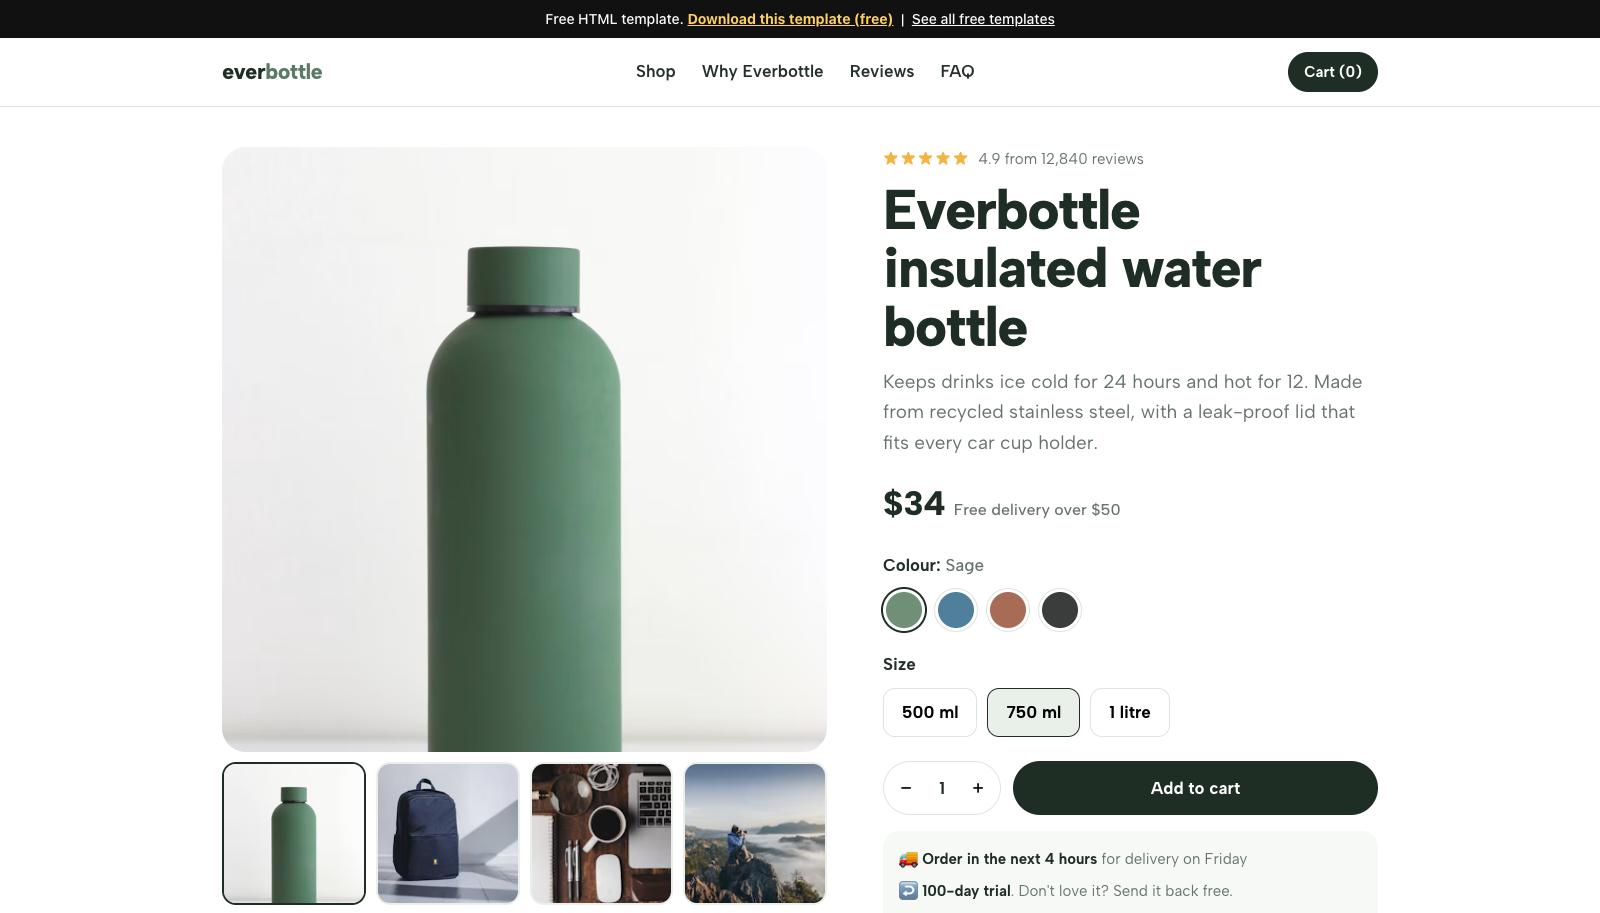 Free HTML template. Download this template (free) | See all free templates
everbottle
Shop Why Everbottle Reviews FAQ
Cart (0)
4.9 from 12,840 reviews
Everbottle
insulated water
bottle
Keeps drinks ice cold for 24 hours and hot for 12. Made
from recycled stainless steel, with a leak-proof lid that
fits every car cup holder.
$34 Free delivery over $50
Colour: Sage
Size
500 ml 750 ml 1 litre
− 1 + Add to cart
Order in the next 4 hours for delivery on Friday
100-day trial. Don't love it? Send it back free.